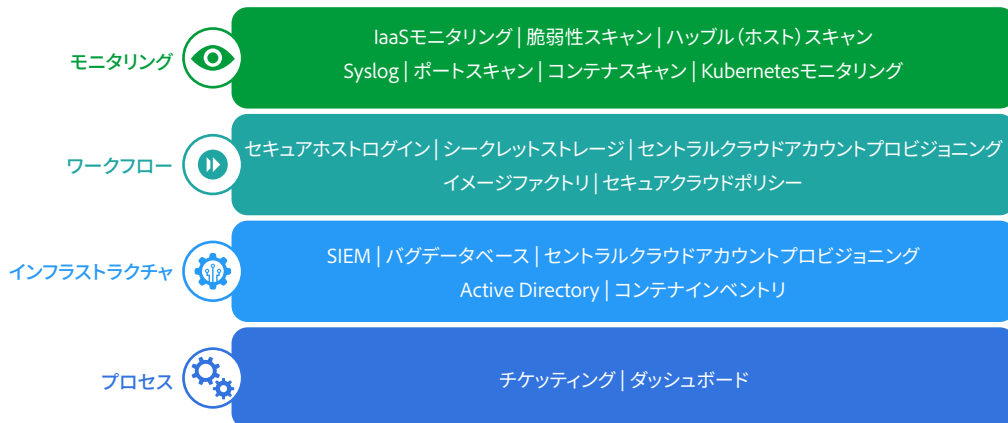 モニタリング
IaaSモニタリング | 脆弱性スキャン | ハッブル（ホスト）スキャン
Syslog | ポートスキャン | コンテナスキャン | Kubernetesモニタリング
ワークフロー
セキュアホストログイン | シークレットストレージ | セントラルクラウドアカウントプロビジョニング
イメージファクトリ | セキュアクラウドポリシー
インフラストラクチャ
SIEM | バグデータベース | セントラルクラウドアカウントプロビジョニング
Active Directory | コンテナインベントリ
プロセス
チケッティング | ダッシュボード